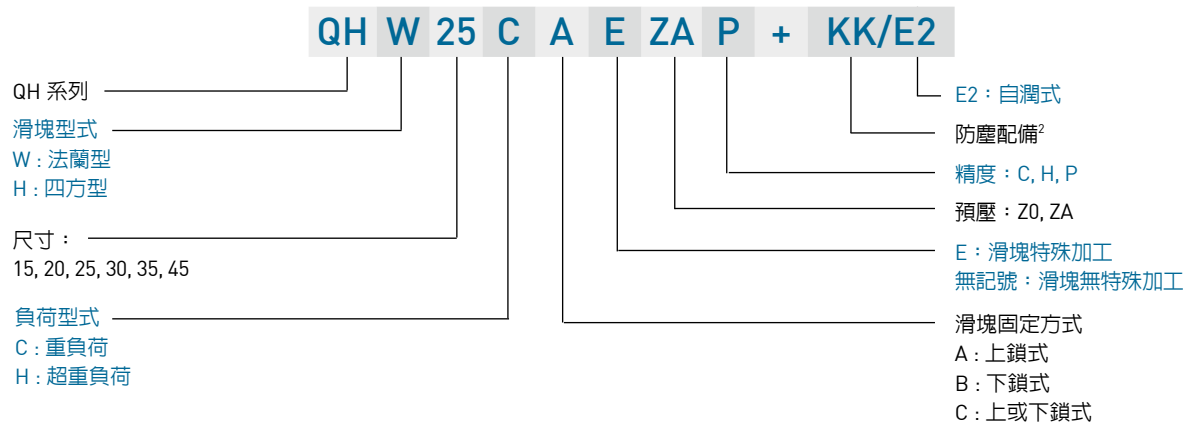 QH W 25 C A E ZA P + KK/E2
QH 系列
滑塊型式
W : 法蘭型
H : 四方型
尺寸：
15, 20, 25, 30, 35, 45
負荷型式
C : 重負荷
H : 超重負荷
E2：自潤式
防塵配備2
精度：C, H, P
預壓：Z0, ZA
E：滑塊特殊加工
無記號：滑塊無特殊加工
滑塊固定方式
A : 上鎖式
B : 下鎖式
C : 上或下鎖式